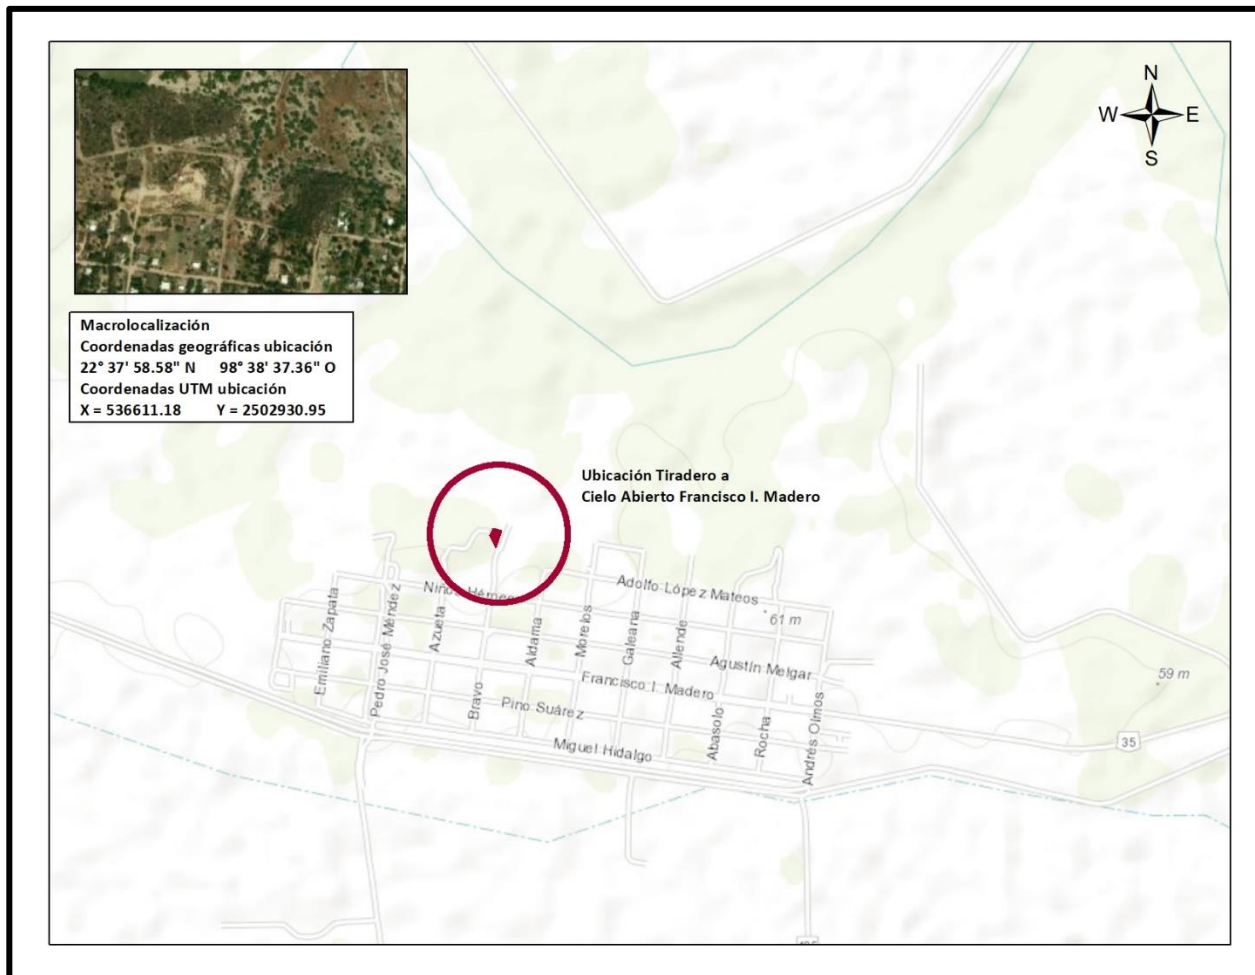 N
W E
S
Macrolocalización
Coordenadas geográficas ubicación
22° 37' 58.58" N 98° 38' 37.36" O
Coordenadas UTM ubicación
X = 536611.18 Y = 2502930.95
Ubicación Tiradero a
Cielo Abierto Francisco I. Madero
Emiliano Zapata
Pedro José Méndez
Azueta
Niños
Bravo
Aldama
Morelos
Galeana
Allende
Adolfo López Mateos
61 m
Agustín Melgar
Francisco I. Madero
Pino Suárez
Miguel Hidalgo
Abasolo
Rocha
Andrés Olmos
59 m
35